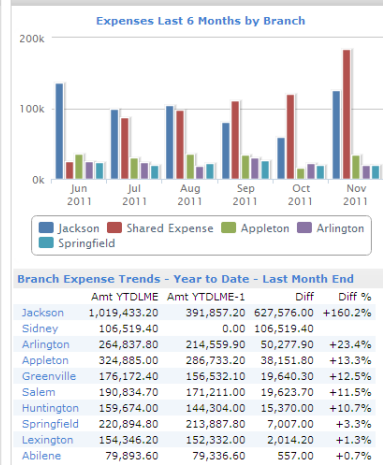 Expenses Last 6 Months by Branch
200k
100k
0k
Jun Jul Aug Sep Oct Nov
2011 2011 2011 2011 2011 2011
Jackson Shared Expense Appleton Arlington
Springfield
Branch Expense Trends - Year to Date - Last Month End
Amt YTDLME Amt YTDLME-1 Diff Diff %
Jackson 1,019,433.20 391,857.20 627,576.00 +160.2%
Sidney 106,519.40 0.00 106,519.40
Arlington 264,837.80 214,559.90 50,277.90 +23.4%
Appleton 324,885.00 286,733.20 38,151.80 +13.3%
Greenville 176,172.40 156,532.10 19,640.30 +12.5%
Salem 190,834.70 171,211.00 19,623.70 +11.5%
Huntington 159,674.00 144,304.00 15,370.00 +10.7%
Springfield 220,894.80 213,887.80 7,007.00 +3.3%
Lexington 154,346.20 152,332.00 2,014.20 +1.3%
Abilene 79,893.60 79,336.60 557.00 +0.7%